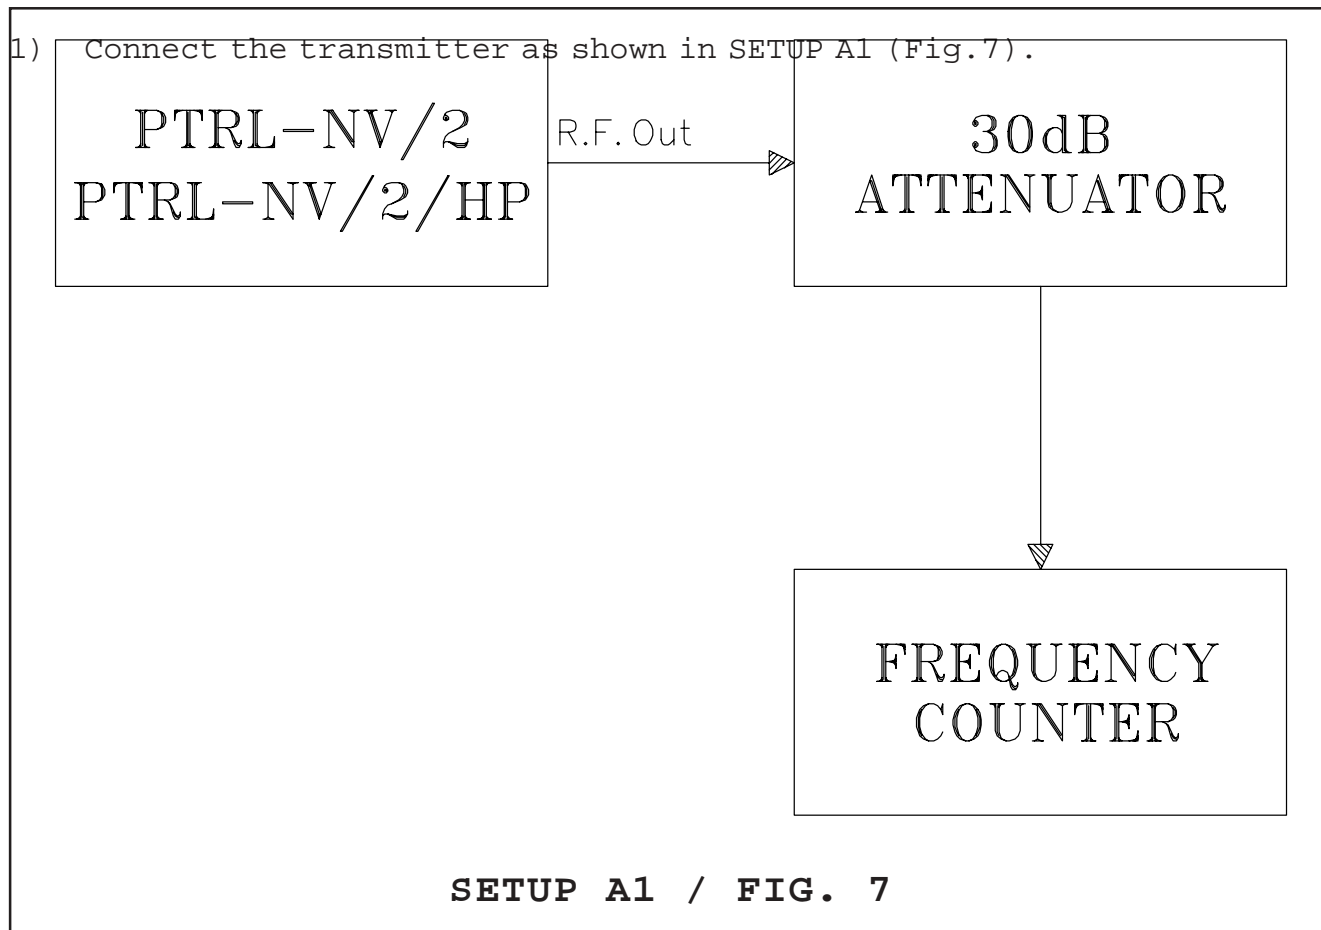 1) Connect the transmitter as shown in SETUP A1 (Fig.7).
PTRL-NV/2
PTRL-NV/2/HP
R.F. Out
30dB
ATTENUATOR
FREQUENCY
COUNTER
SETUP A1 / FIG. 7